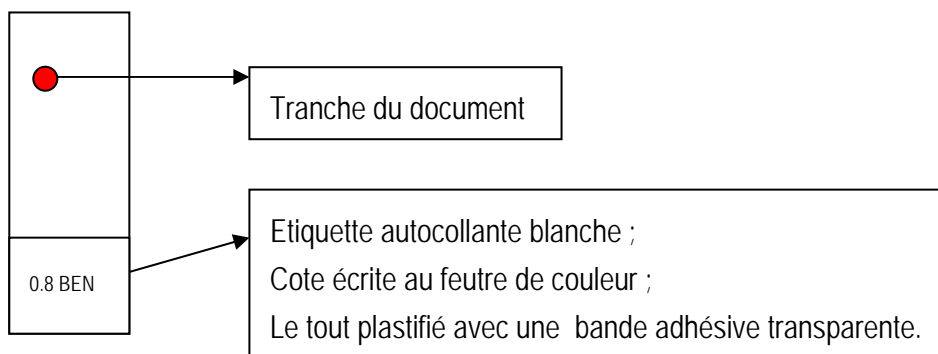 Tranche du document
0.8 BEN
Etiquette autocollante blanche ;
Cote écrite au feutre de couleur ;
Le tout plastifié avec une bande adhésive transparente.